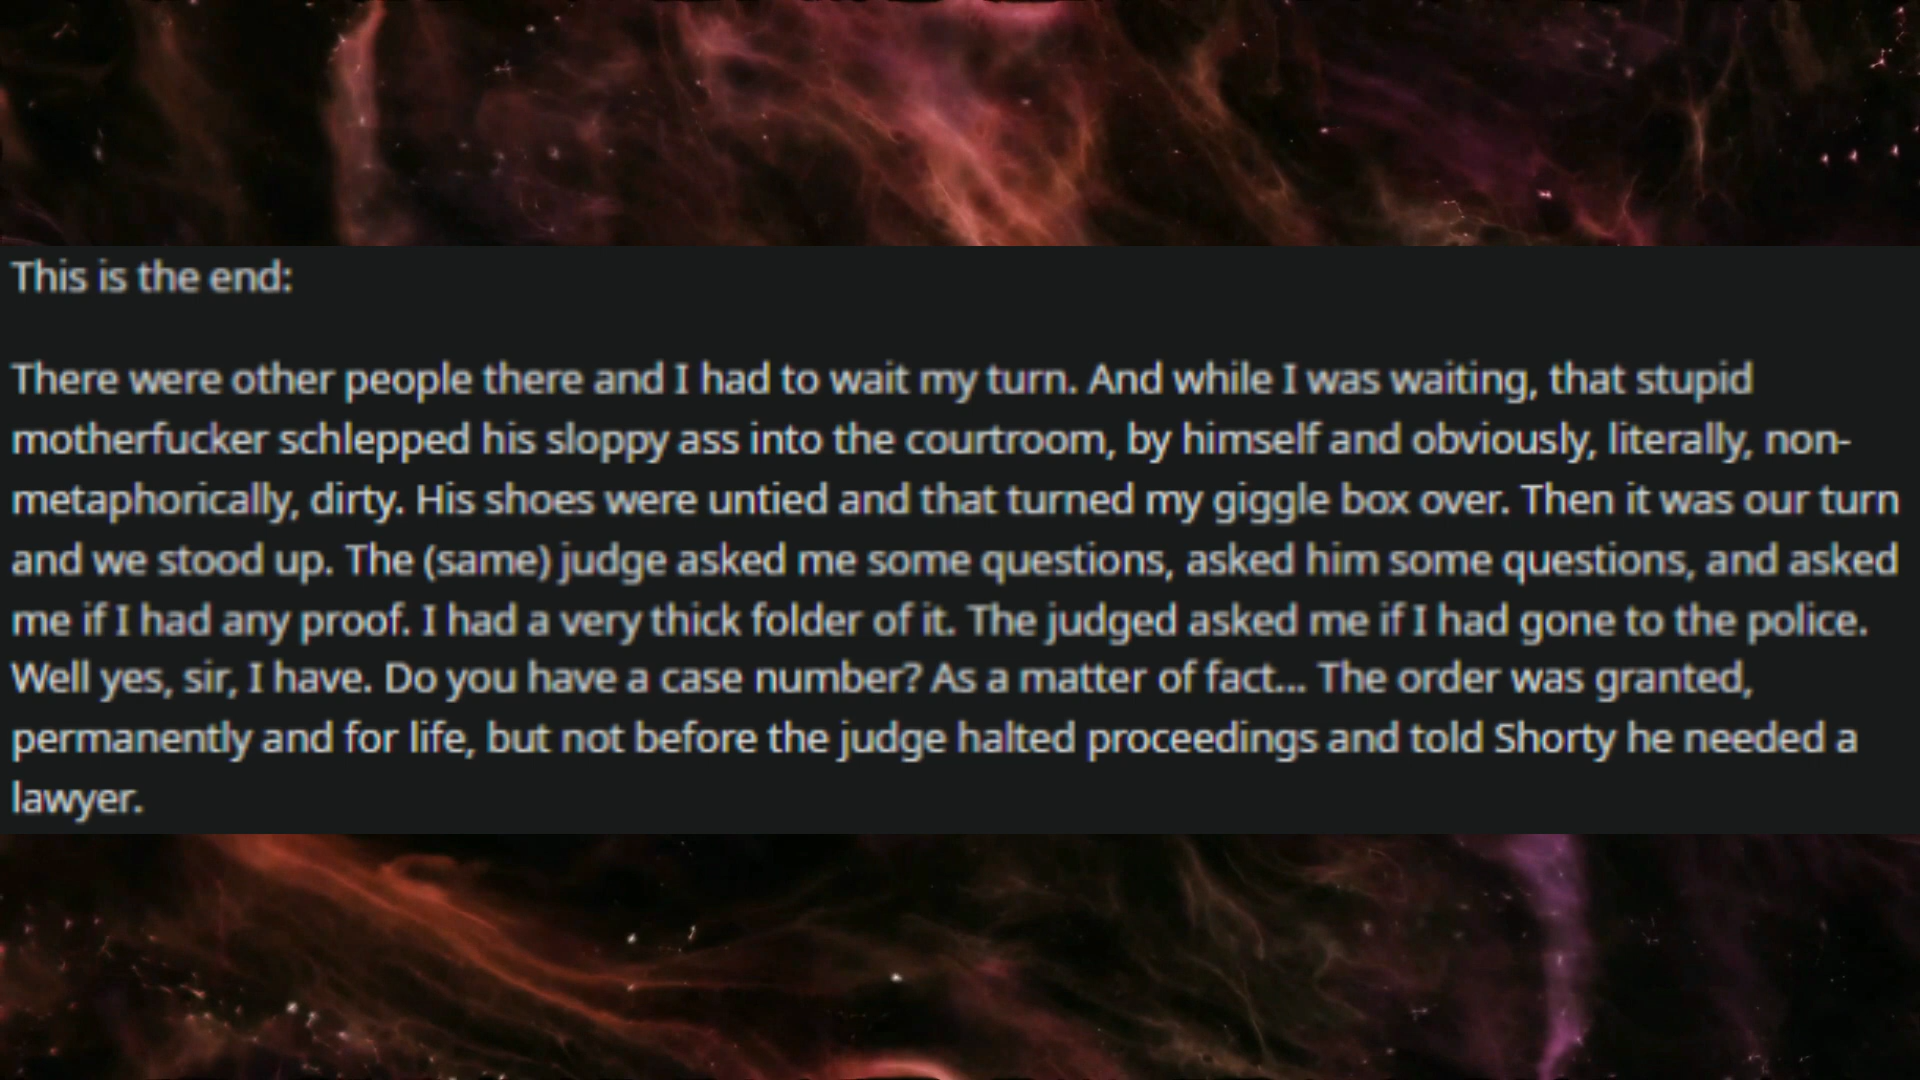 This is the end:
There were other people there and I had to wait my turn. And while I was waiting, that stupid
motherfucker schlepped his sloppy ass into the courtroom, by himself and obviously, literally, non-
metaphorically, dirty. His shoes were untied and that turned my giggle box over. Then it was our turn
and we stood up. The (same) judge asked me some questions, asked him some questions, and asked
me if I had any proof. I had a very thick folder of it. The judged asked me if I had gone to the police.
Well yes, sir, I have. Do you have a case number? As a matter of fact... The order was granted,
permanently and for life, but not before the judge halted proceedings and told Shorty he needed a
lawyer.